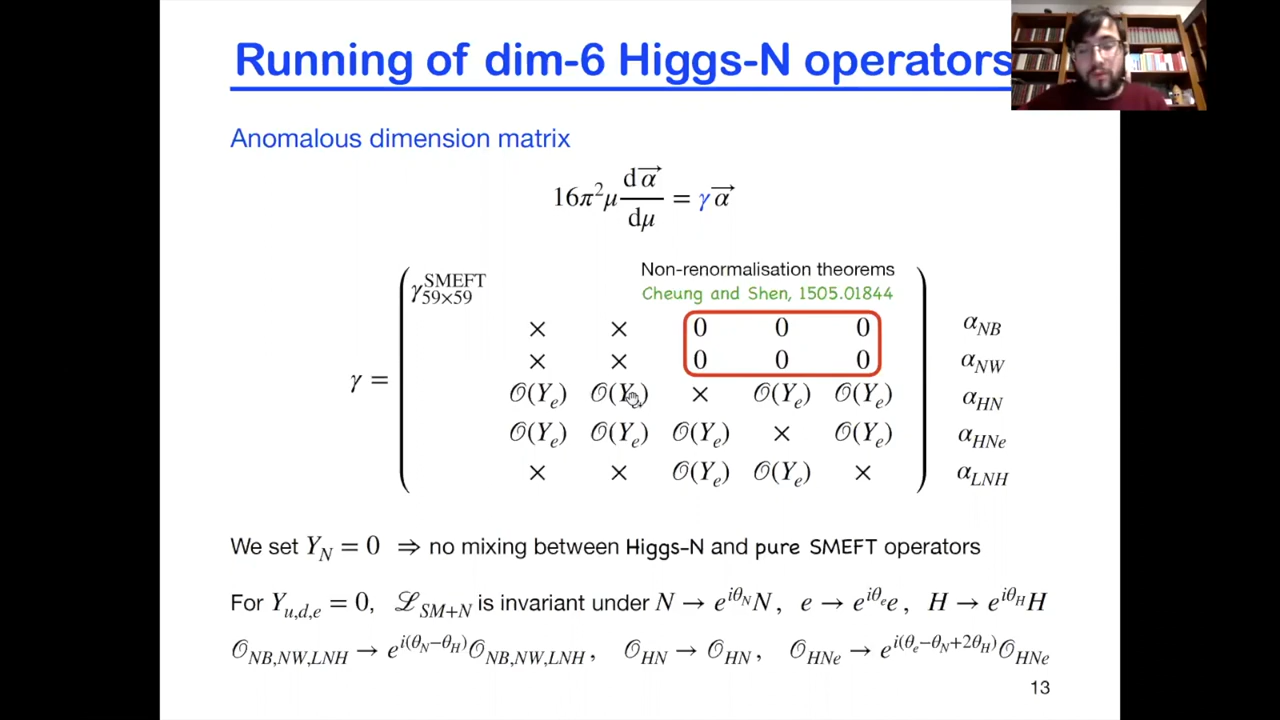 Running of dim-6 Higgs-N operators
Anomalous dimension matrix
16π²μ dα⃗/dμ = γ α⃗
Non-renormalisation theorems
Cheung and Shen, 1505.01844
γ =
γ^SMEFT_59×59
× × 0 0 0 α_NB
× × 0 0 0 α_NW
𝒪(Y_e) 𝒪(Y_e) × 𝒪(Y_e) 𝒪(Y_e) α_HN
𝒪(Y_e) 𝒪(Y_e) 𝒪(Y_e) × 𝒪(Y_e) α_HNe
× × 𝒪(Y_e) 𝒪(Y_e) × α_LNH
We set Y_N = 0 ⇒ no mixing between Higgs-N and pure SMEFT operators
For Y_u,d,e = 0, ℒ_SM+N is invariant under N → e^{iθ_N}N, e → e^{iθ_e}e, H → e^{iθ_H}H
𝒪_NB,NW,LNH → e^{i(θ_N−θ_H)}𝒪_NB,NW,LNH, 𝒪_HN → 𝒪_HN, 𝒪_HNe → e^{i(θ_e−θ_N+2θ_H)}𝒪_HNe
13